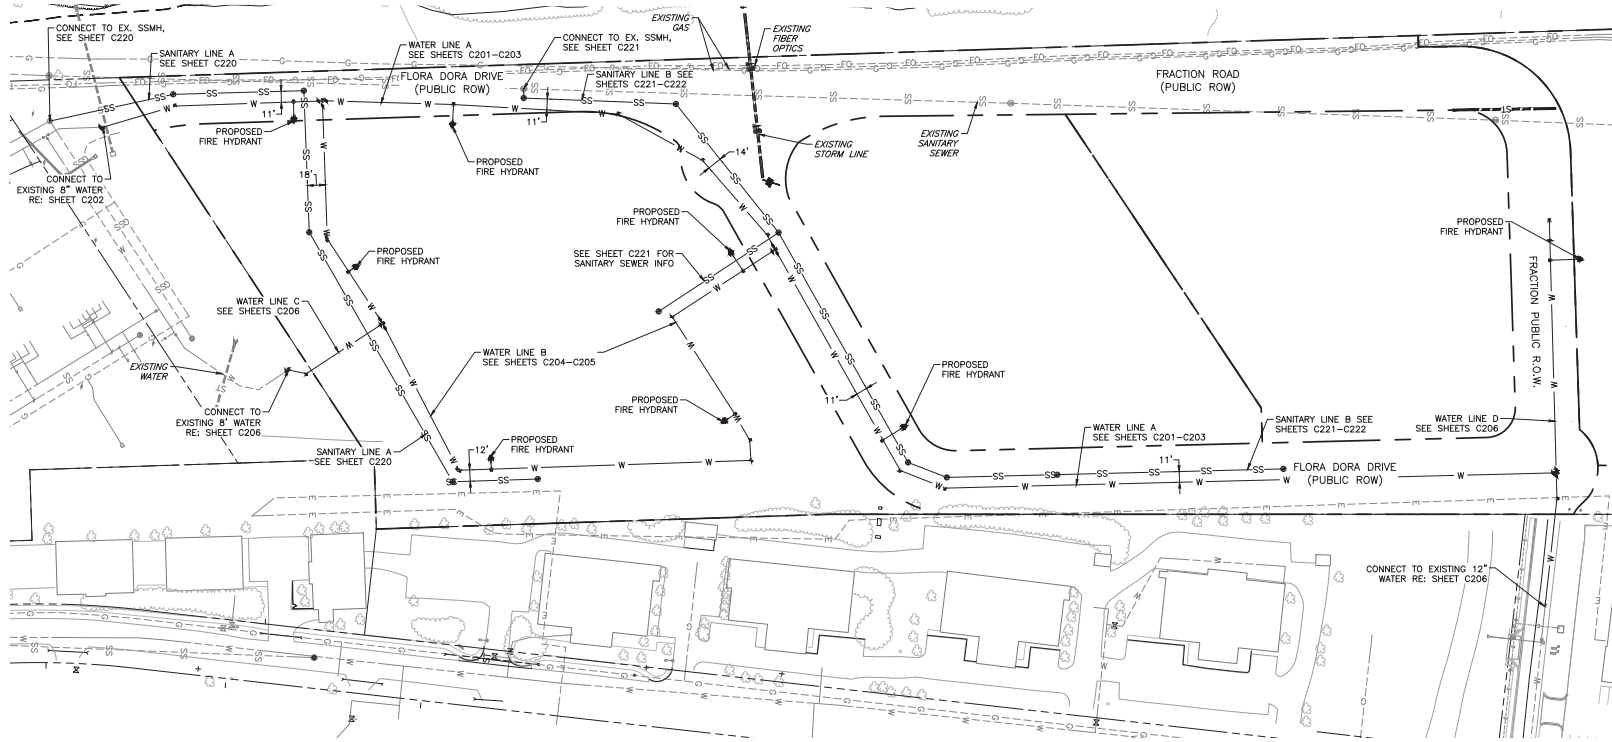 CONNECT TO EX. SSMH,
SEE SHEET C220
SANITARY LINE A
SEE SHEET C220
WATER LINE A
SEE SHEETS C201-C203
FLORA DORA DRIVE
(PUBLIC ROW)
CONNECT TO EX. SSMH,
SEE SHEET C221
EXISTING
GAS
EXISTING
FIBER
OPTICS
SANITARY LINE B SEE
SHEETS C221-C222
FRACTION ROAD
(PUBLIC ROW)
11'
PROPOSED
FIRE HYDRANT
11'
PROPOSED
FIRE HYDRANT
14'
EXISTING
STORM LINE
EXISTING
SANITARY
SEWER
CONNECT TO
EXISTING 8" WATER
RE: SHEET C202
18'
PROPOSED
FIRE HYDRANT
PROPOSED
FIRE HYDRANT
SEE SHEET C221 FOR
SANITARY SEWER INFO
PROPOSED
FIRE HYDRANT
FRACTION PUBLIC R.O.W.
WATER LINE C
SEE SHEETS C206
EXISTING
WATER
WATER LINE B
SEE SHEETS C204-C205
PROPOSED
FIRE HYDRANT
PROPOSED
FIRE HYDRANT
11'
CONNECT TO
EXISTING 8' WATER
RE: SHEET C206
SANITARY LINE A
SEE SHEET C220
12'
PROPOSED
FIRE HYDRANT
WATER LINE A
SEE SHEETS C201-C203
11'
SANITARY LINE B SEE
SHEETS C221-C222
WATER LINE D
SEE SHEETS C206
FLORA DORA DRIVE
(PUBLIC ROW)
CONNECT TO EXISTING 12"
WATER RE: SHEET C206